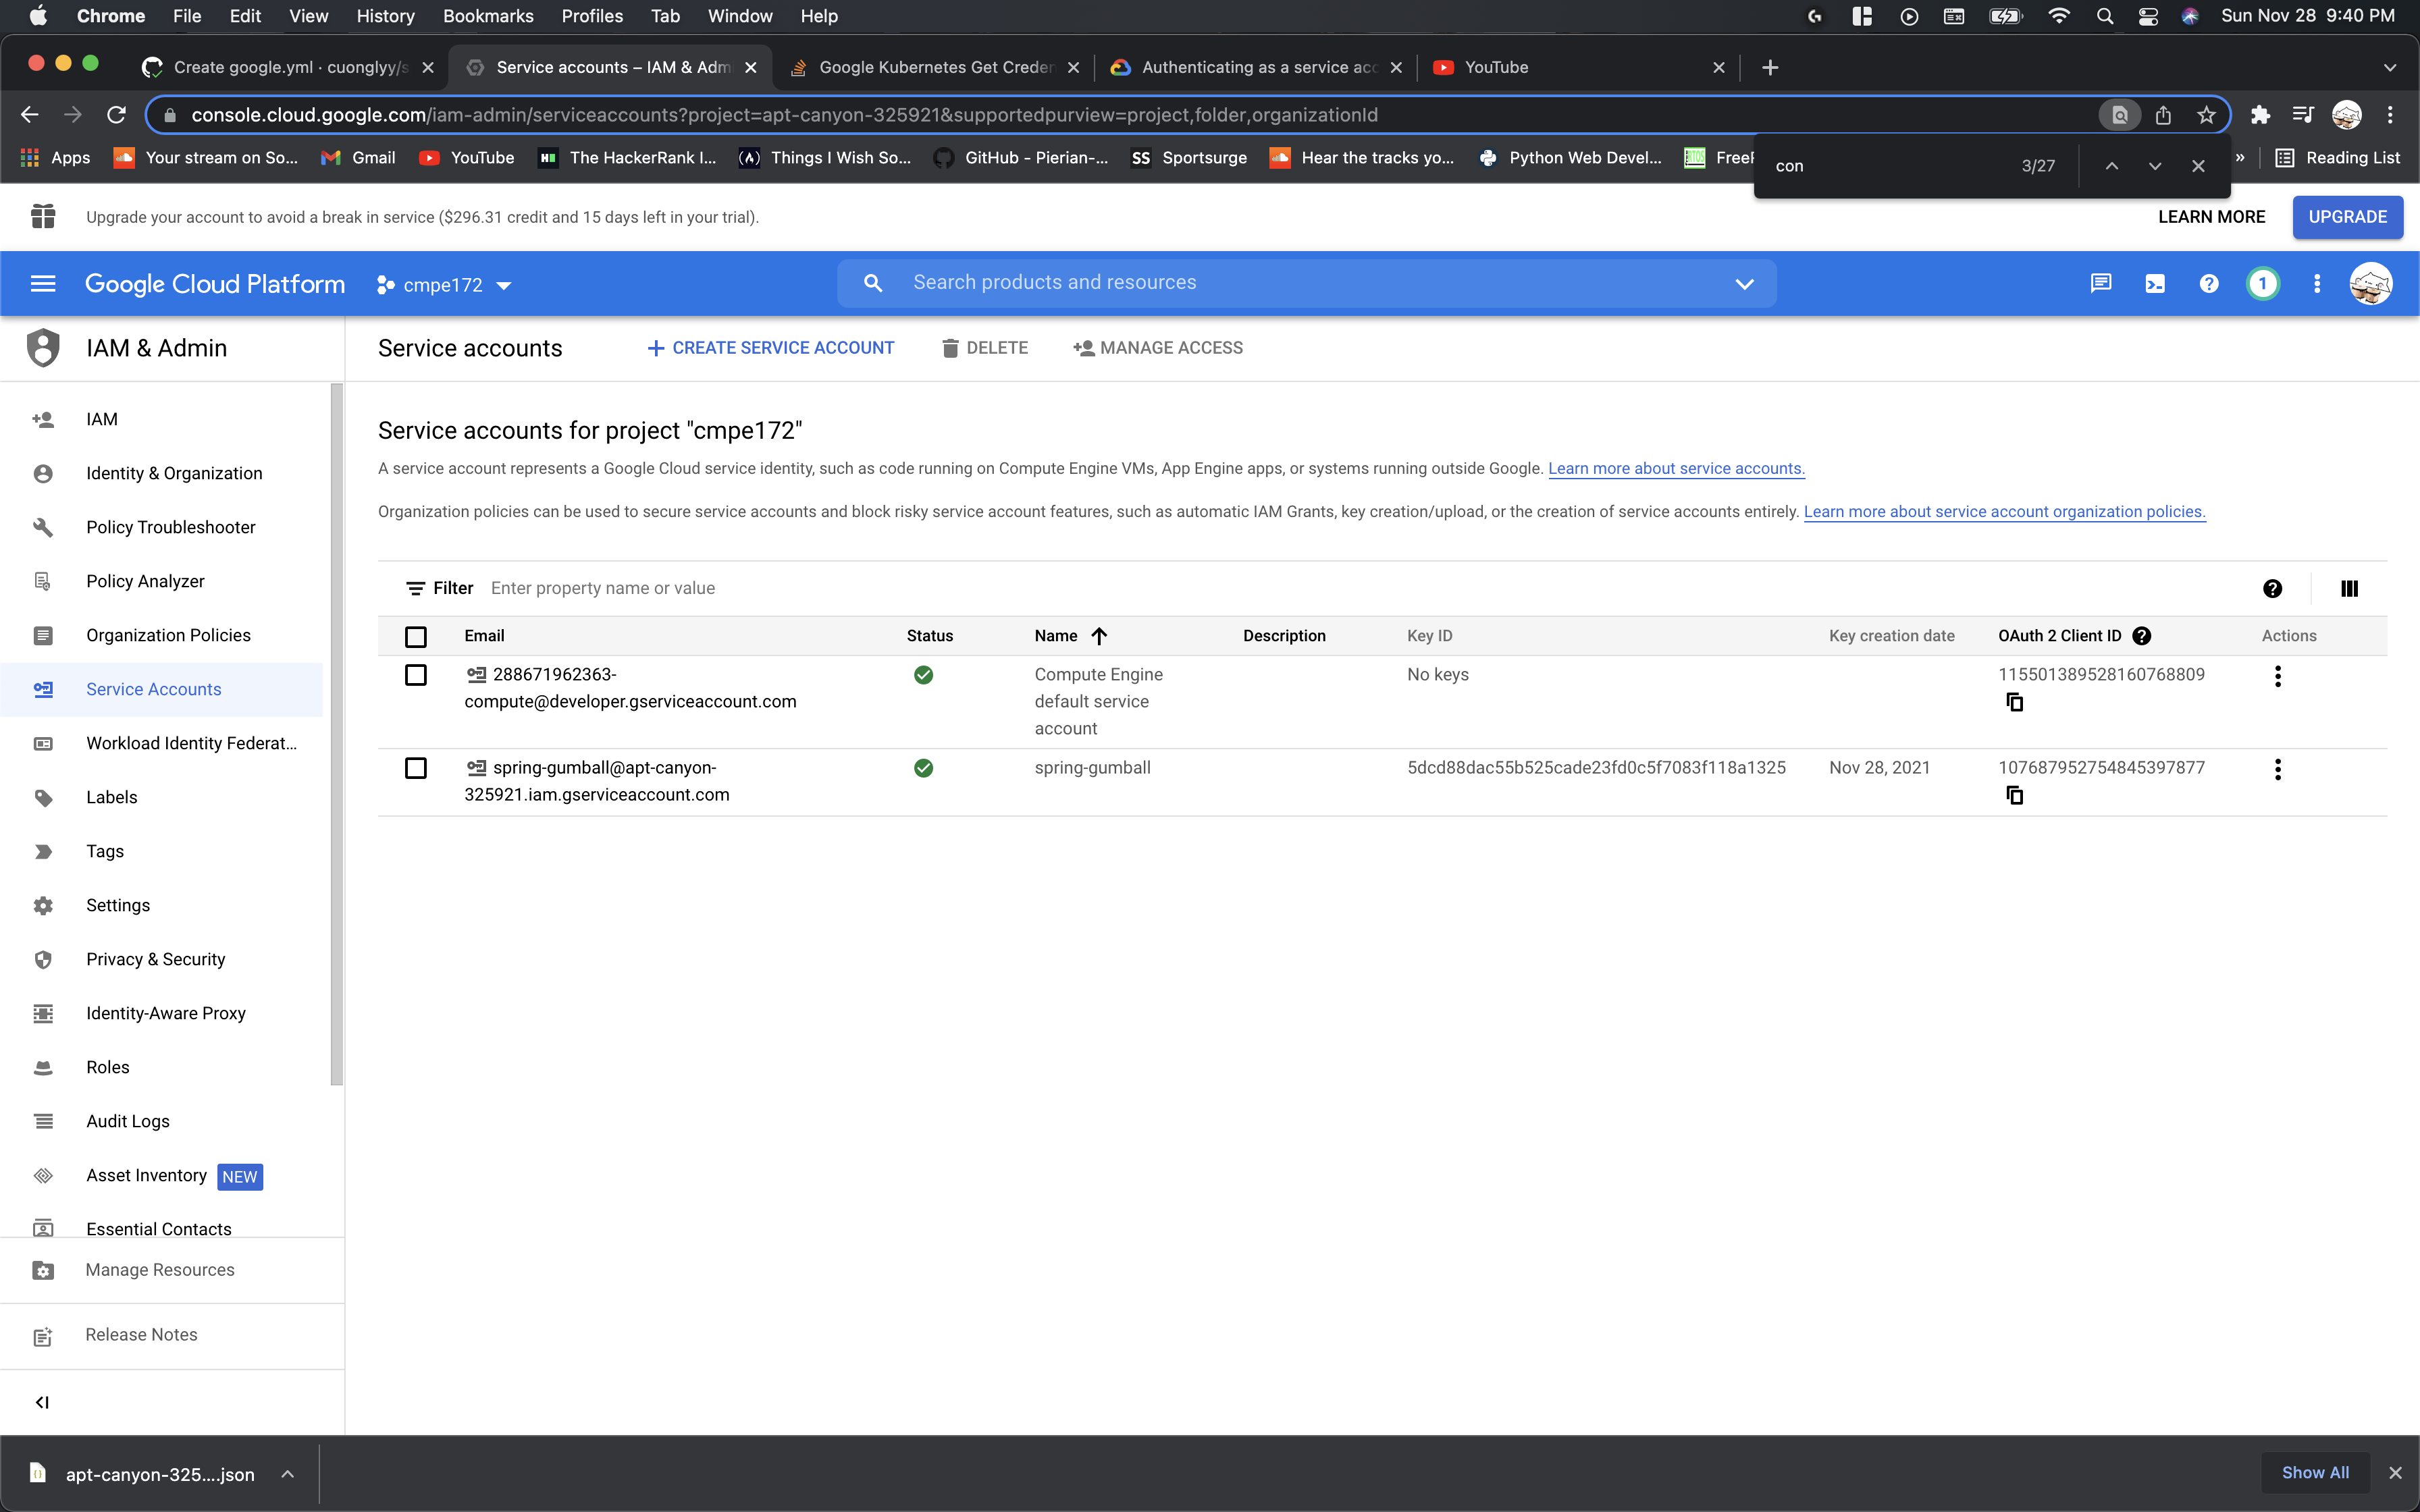 Chrome File Edit View History Bookmarks Profiles Tab Window Help Sun Nov 28 9:40 PM
Create google.yml · cuonglyy/s Service accounts – IAM & Adm Google Kubernetes Get Creden Authenticating as a service acc YouTube
console.cloud.google.com/iam-admin/serviceaccounts?project=apt-canyon-325921&supportedpurview=project,folder,organizationId
Apps Your stream on So... Gmail YouTube The HackerRank I... Things I Wish So... GitHub - Pierian-... Sportsurge Hear the tracks yo... Python Web Devel... » Reading List
con 3/27
Upgrade your account to avoid a break in service ($296.31 credit and 15 days left in your trial). LEARN MORE UPGRADE
Google Cloud Platform cmpe172 Search products and resources 1
IAM & Admin
Service accounts CREATE SERVICE ACCOUNT DELETE MANAGE ACCESS
IAM
Identity & Organization
Policy Troubleshooter
Policy Analyzer
Organization Policies
Service Accounts
Workload Identity Federat...
Labels
Tags
Settings
Privacy & Security
Identity-Aware Proxy
Roles
Audit Logs
Asset Inventory NEW
Essential Contacts
Manage Resources
Release Notes
Service accounts for project "cmpe172"
A service account represents a Google Cloud service identity, such as code running on Compute Engine VMs, App Engine apps, or systems running outside Google. Learn more about service accounts.
Organization policies can be used to secure service accounts and block risky service account features, such as automatic IAM Grants, key creation/upload, or the creation of service accounts entirely. Learn more about service account organization policies.
Filter Enter property name or value
Email Status Name Description Key ID Key creation date OAuth 2 Client ID Actions
288671962363- Compute Engine No keys 115501389528160768809
compute@developer.gserviceaccount.com default service
account
spring-gumball@apt-canyon- spring-gumball 5dcd88dac55b525cade23fd0c5f7083f118a1325 Nov 28, 2021 107687952754845397877
325921.iam.gserviceaccount.com
apt-canyon-325....json Show All